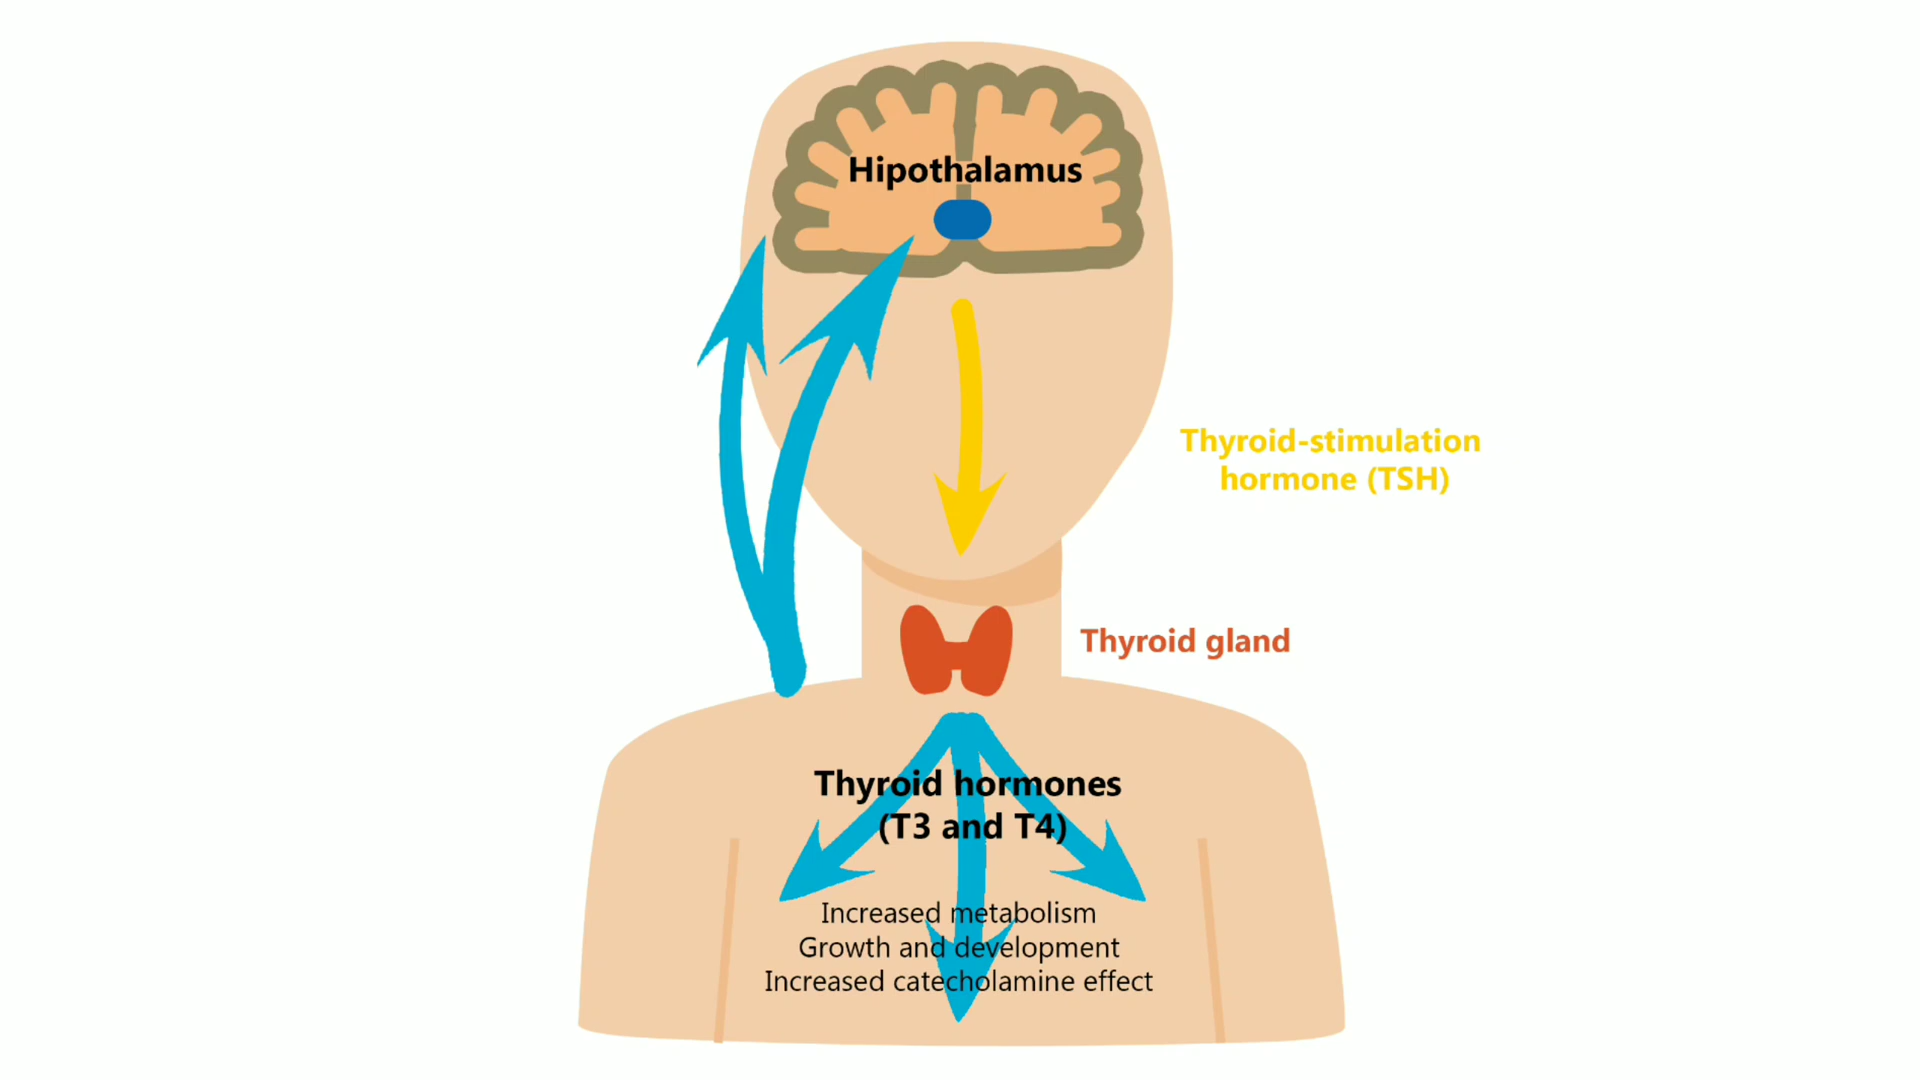 Hipothalamus
Thyroid-stimulation
hormone (TSH)
Thyroid gland
Thyroid hormones
(T3 and T4)
Increased metabolism
Growth and development
Increased catecholamine effect